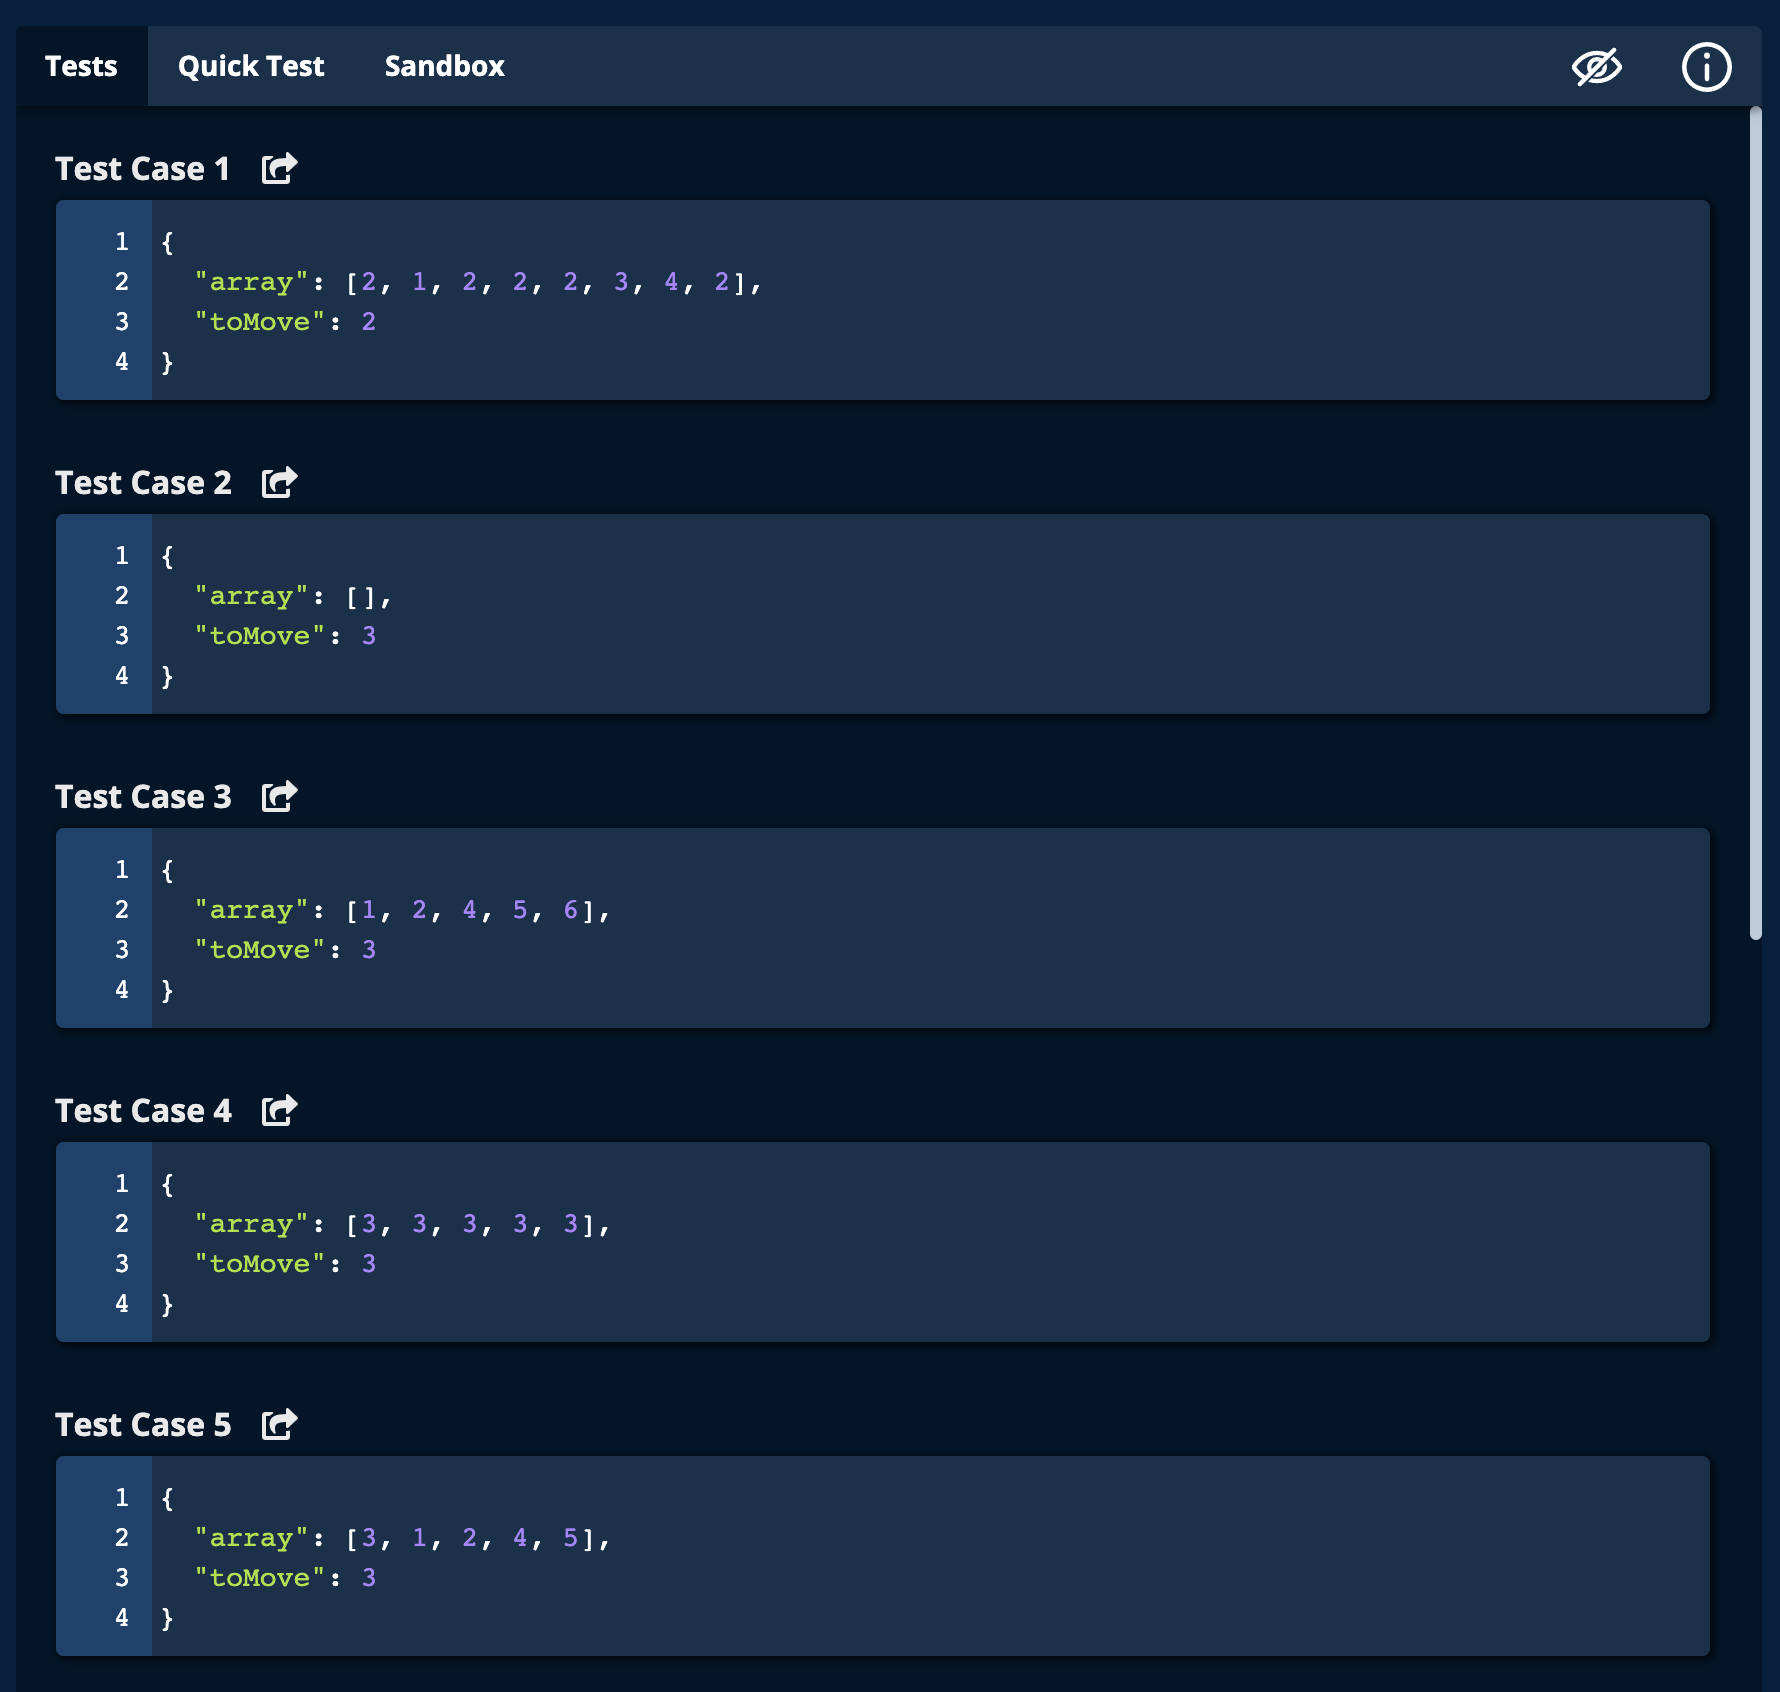 Tests Quick Test Sandbox
Test Case 1
1 {
2 "array": [2, 1, 2, 2, 2, 3, 4, 2],
3 "toMove": 2
4 }
Test Case 2
1 {
2 "array": [],
3 "toMove": 3
4 }
Test Case 3
1 {
2 "array": [1, 2, 4, 5, 6],
3 "toMove": 3
4 }
Test Case 4
1 {
2 "array": [3, 3, 3, 3, 3],
3 "toMove": 3
4 }
Test Case 5
1 {
2 "array": [3, 1, 2, 4, 5],
3 "toMove": 3
4 }